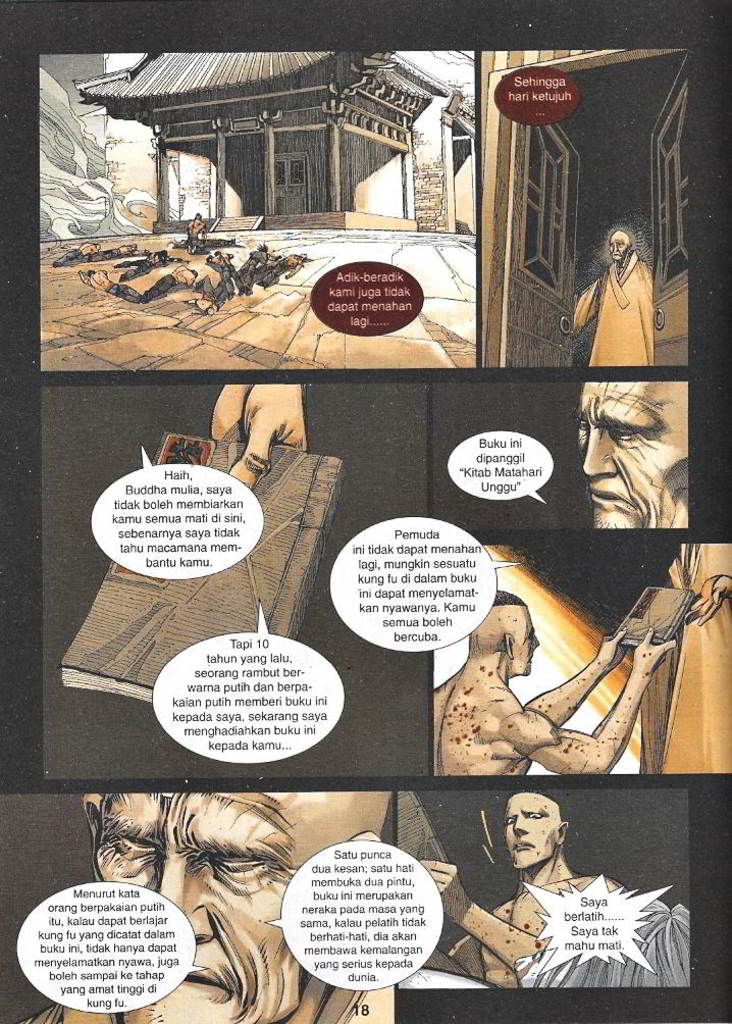 Adik-beradik
kami juga tidak
dapat menahan
lagi......
Sehingga
hari ketujuh
...
Haih,
Buddha mulia, saya
tidak boleh membiarkan
kamu semua mati di sini,
sebenarnya saya tidak
tahu macamana mem-
bantu kamu.
Tapi 10
tahun yang lalu,
seorang rambut ber-
warna putih dan berpa-
kaian putih memberi buku ini
kepada saya, sekarang saya
menghadiahkan buku ini
kepada kamu...
Buku ini
dipanggil
“Kitab Matahari
Unggu”
Pemuda
ini tidak dapat menahan
lagi, mungkin sesuatu
kung fu di dalam buku
ini dapat menyelamat-
kan nyawanya. Kamu
semua boleh
bercuba.
Menurut kata
orang berpakaian putih
itu, kalau dapat berlajar
kung fu yang dicatat dalam
buku ini, tidak hanya dapat
menyelamatkan nyawa, juga
boleh sampai ke tahap
yang amat tinggi di
kung fu.
Satu punca
dua kesan; satu hati
membuka dua pintu,
buku ini merupakan
neraka pada masa yang
sama, kalau pelatih tidak
berhati-hati, dia akan
membawa kemalangan
yang serius kepada
dunia.
Saya
berlatih......
Saya tak
mahu mati.
18